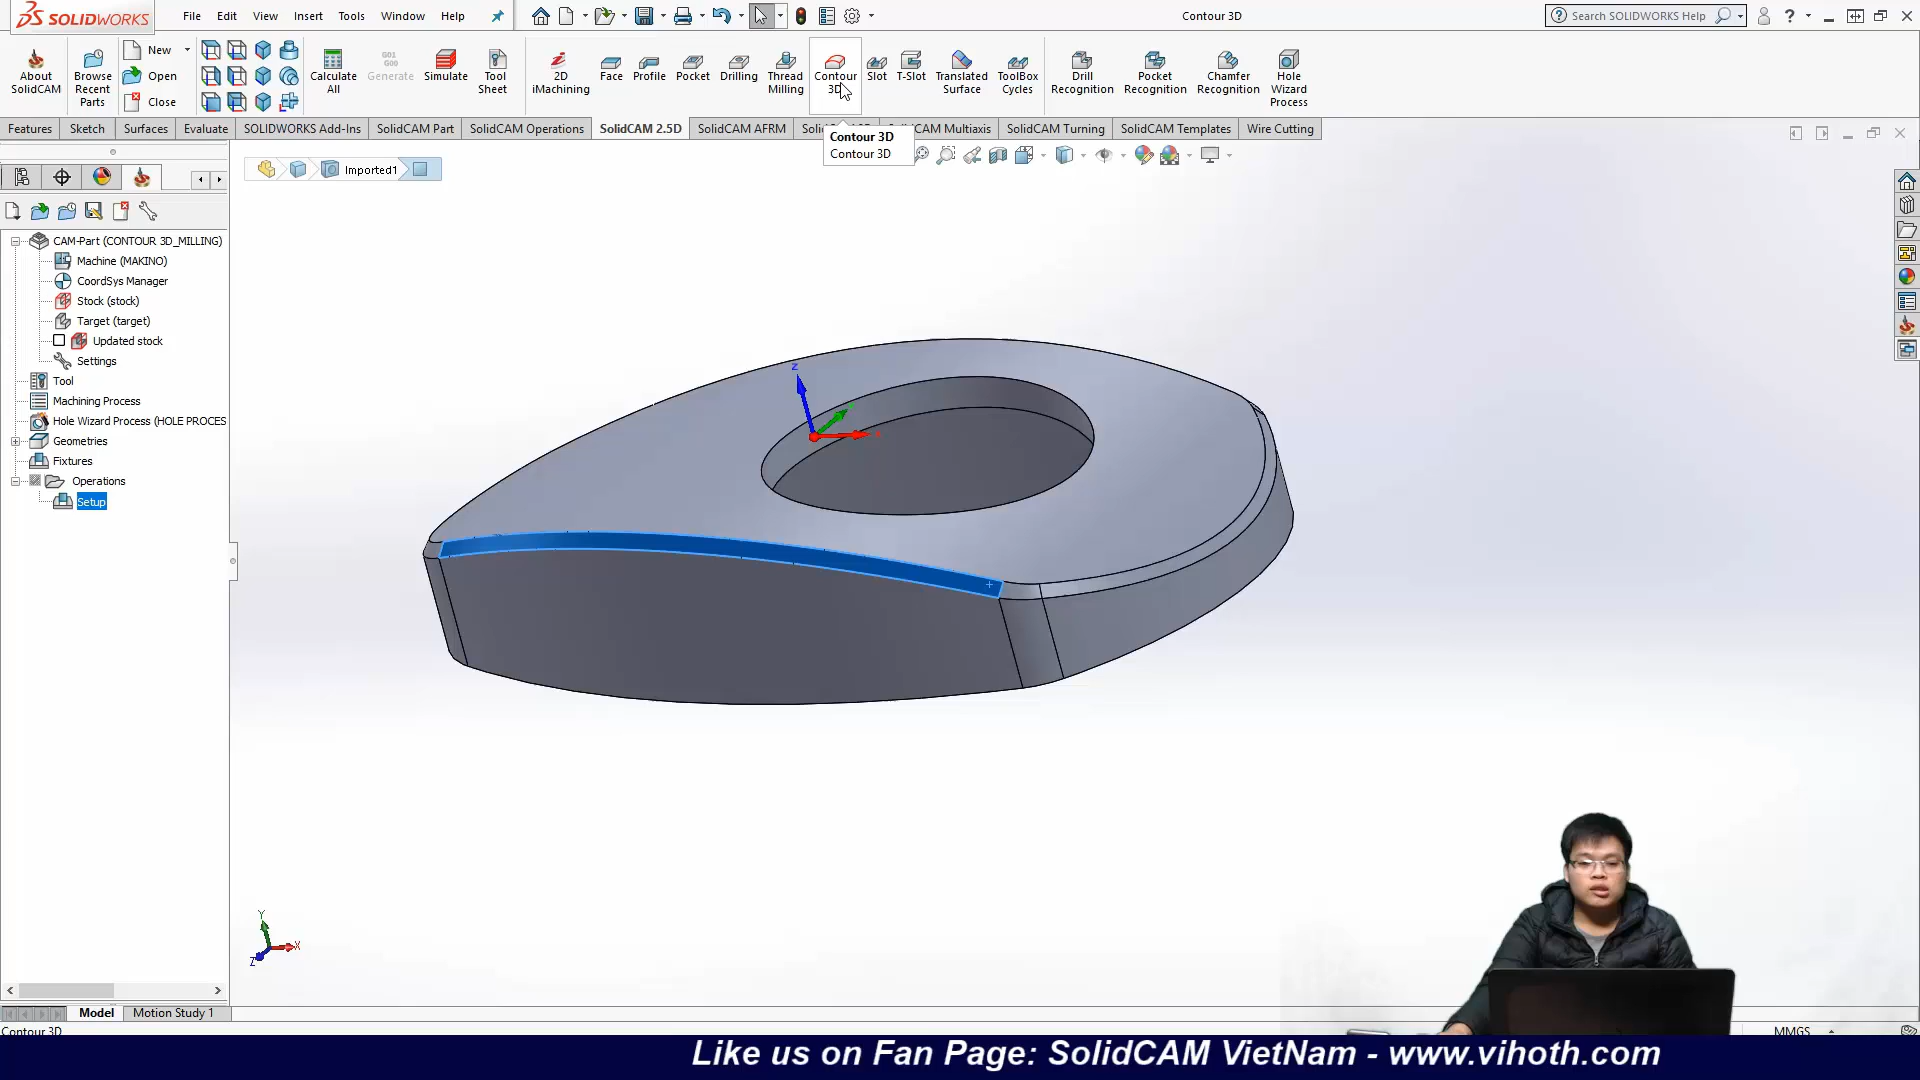 SOLIDWORKS
File Edit View Insert Tools Window Help
Contour 3D
Search SOLIDWORKS Help
About SolidCAM
Browse Recent Parts
New
Open
Close
Calculate All
Generate
Simulate
Tool Sheet
2D iMachining
Face
Profile
Pocket
Drilling
Thread Milling
Contour 3D
Slot
T-Slot
Translated Surface
ToolBox Cycles
Drill Recognition
Pocket Recognition
Chamfer Recognition
Hole Wizard Process
Features Sketch Surfaces Evaluate SOLIDWORKS Add-Ins SolidCAM Part SolidCAM Operations SolidCAM 2.5D SolidCAM AFRM CAM Multiaxis SolidCAM Turning SolidCAM Templates Wire Cutting
Contour 3D
Contour 3D
Imported1
CAM-Part (CONTOUR 3D_MILLING)
Machine (MAKINO)
CoordSys Manager
Stock (stock)
Target (target)
Updated stock
Settings
Tool
Machining Process
Hole Wizard Process (HOLE PROCES
Geometries
Fixtures
Operations
Setup
Z
Y
X
Z
Model Motion Study 1
Contour 3D
MMGS
Like us on Fan Page: SolidCAM VietNam - www.vihoth.com